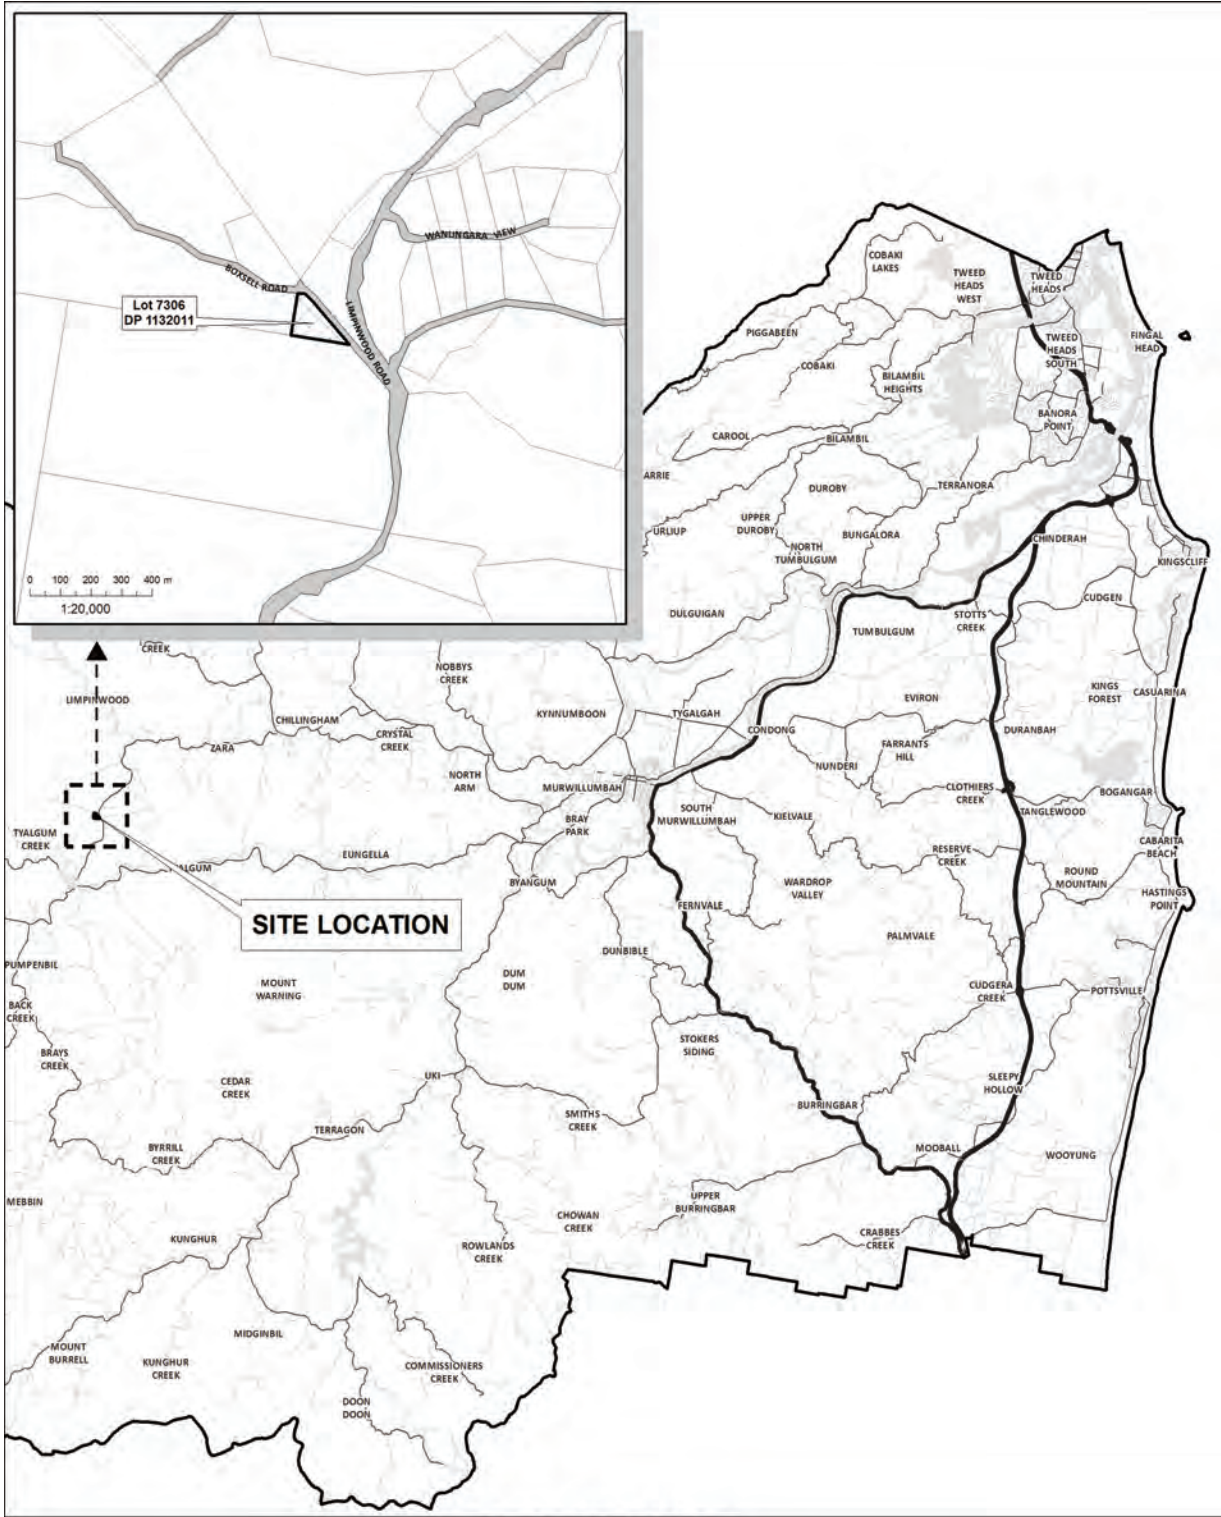 WANUNGARA VIEW
BOXSELL ROAD
LIMPINWOOD ROAD
Lot 7306
DP 1132011
0 100 200 300 400 m
1:20,000
COBAKI
LAKES
TWEED
HEADS
WEST
TWEED
HEADS
PIGGABEEN
COBAKI
BILAMBIL
HEIGHTS
TWEED
HEADS
SOUTH
FINGAL
HEAD
BANORA
POINT
CAROOL
BILAMBIL
ARRIE
DUROBY
TERRANORA
URLIUP
UPPER
DUROBY
NORTH
TUMBULGUM
BUNGALORA
CHINDERAH
KINGSCLIFF
CUDGEN
DULGUIGAN
TUMBULGUM
STOTTS
CREEK
CREEK
NOBBYS
CREEK
LIMPINWOOD
CHILLINGHAM
CRYSTAL
CREEK
KYNNUMBOON
TYGALGAH
CONDONG
EVIRON
KINGS
FOREST
CASUARINA
ZARA
NORTH
ARM
MURWILLUMBAH
NUNDERI
FARRANTS
HILL
DURANBAH
CLOTHIERS
CREEK
BOGANGAR
TANGLEWOOD
TYALGUM
CREEK
BRAY
PARK
SOUTH
MURWILLUMBAH
KIELVALE
CABARITA
BEACH
ALGUM
EUNGELLA
RESERVE
CREEK
ROUND
MOUNTAIN
HASTINGS
POINT
BYANGUM
WARDROP
VALLEY
FERNVALE
SITE LOCATION
PALMVALE
DUNBIBLE
PUMPENBIL
MOUNT
WARNING
DUM
DUM
CUDGERA
CREEK
POTTSVILLE
BACK
CREEK
BRAYS
CREEK
STOKERS
SIDING
CEDAR
CREEK
UKI
SLEEPY
HOLLOW
BURRINGBAR
SMITHS
CREEK
TERRAGON
BYRRILL
CREEK
MOOBALL
WOOYUNG
MEBBIN
UPPER
BURRINGBAR
CHOWAN
CREEK
KUNGHUR
ROWLANDS
CREEK
CRABBES
CREEK
MIDGINBIL
MOUNT
BURRELL
KUNGHUR
CREEK
COMMISSIONERS
CREEK
DOON
DOON